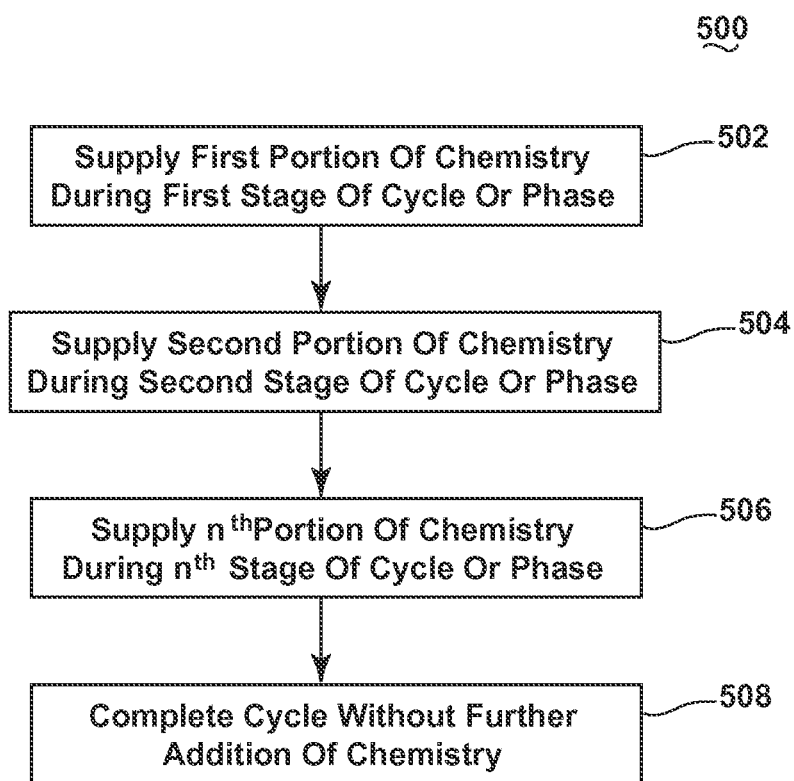 500
Supply First Portion Of Chemistry
During First Stage Of Cycle Or Phase
502
Supply Second Portion Of Chemistry
During Second Stage Of Cycle Or Phase
504
Supply nthPortion Of Chemistry
During nth Stage Of Cycle Or Phase
506
Complete Cycle Without Further
Addition Of Chemistry
508